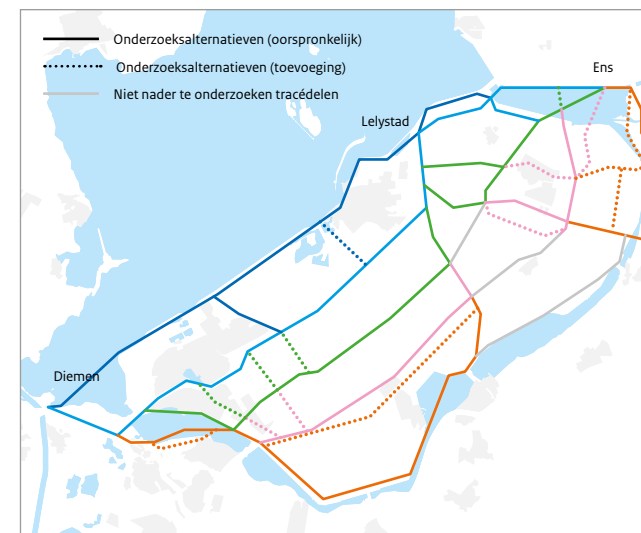 Onderzoeksalternatieven (oorspronkelijk)
Onderzoeksalternatieven (toevoeging)
Niet nader te onderzoeken tracédelen
Ens
Lelystad
Diemen